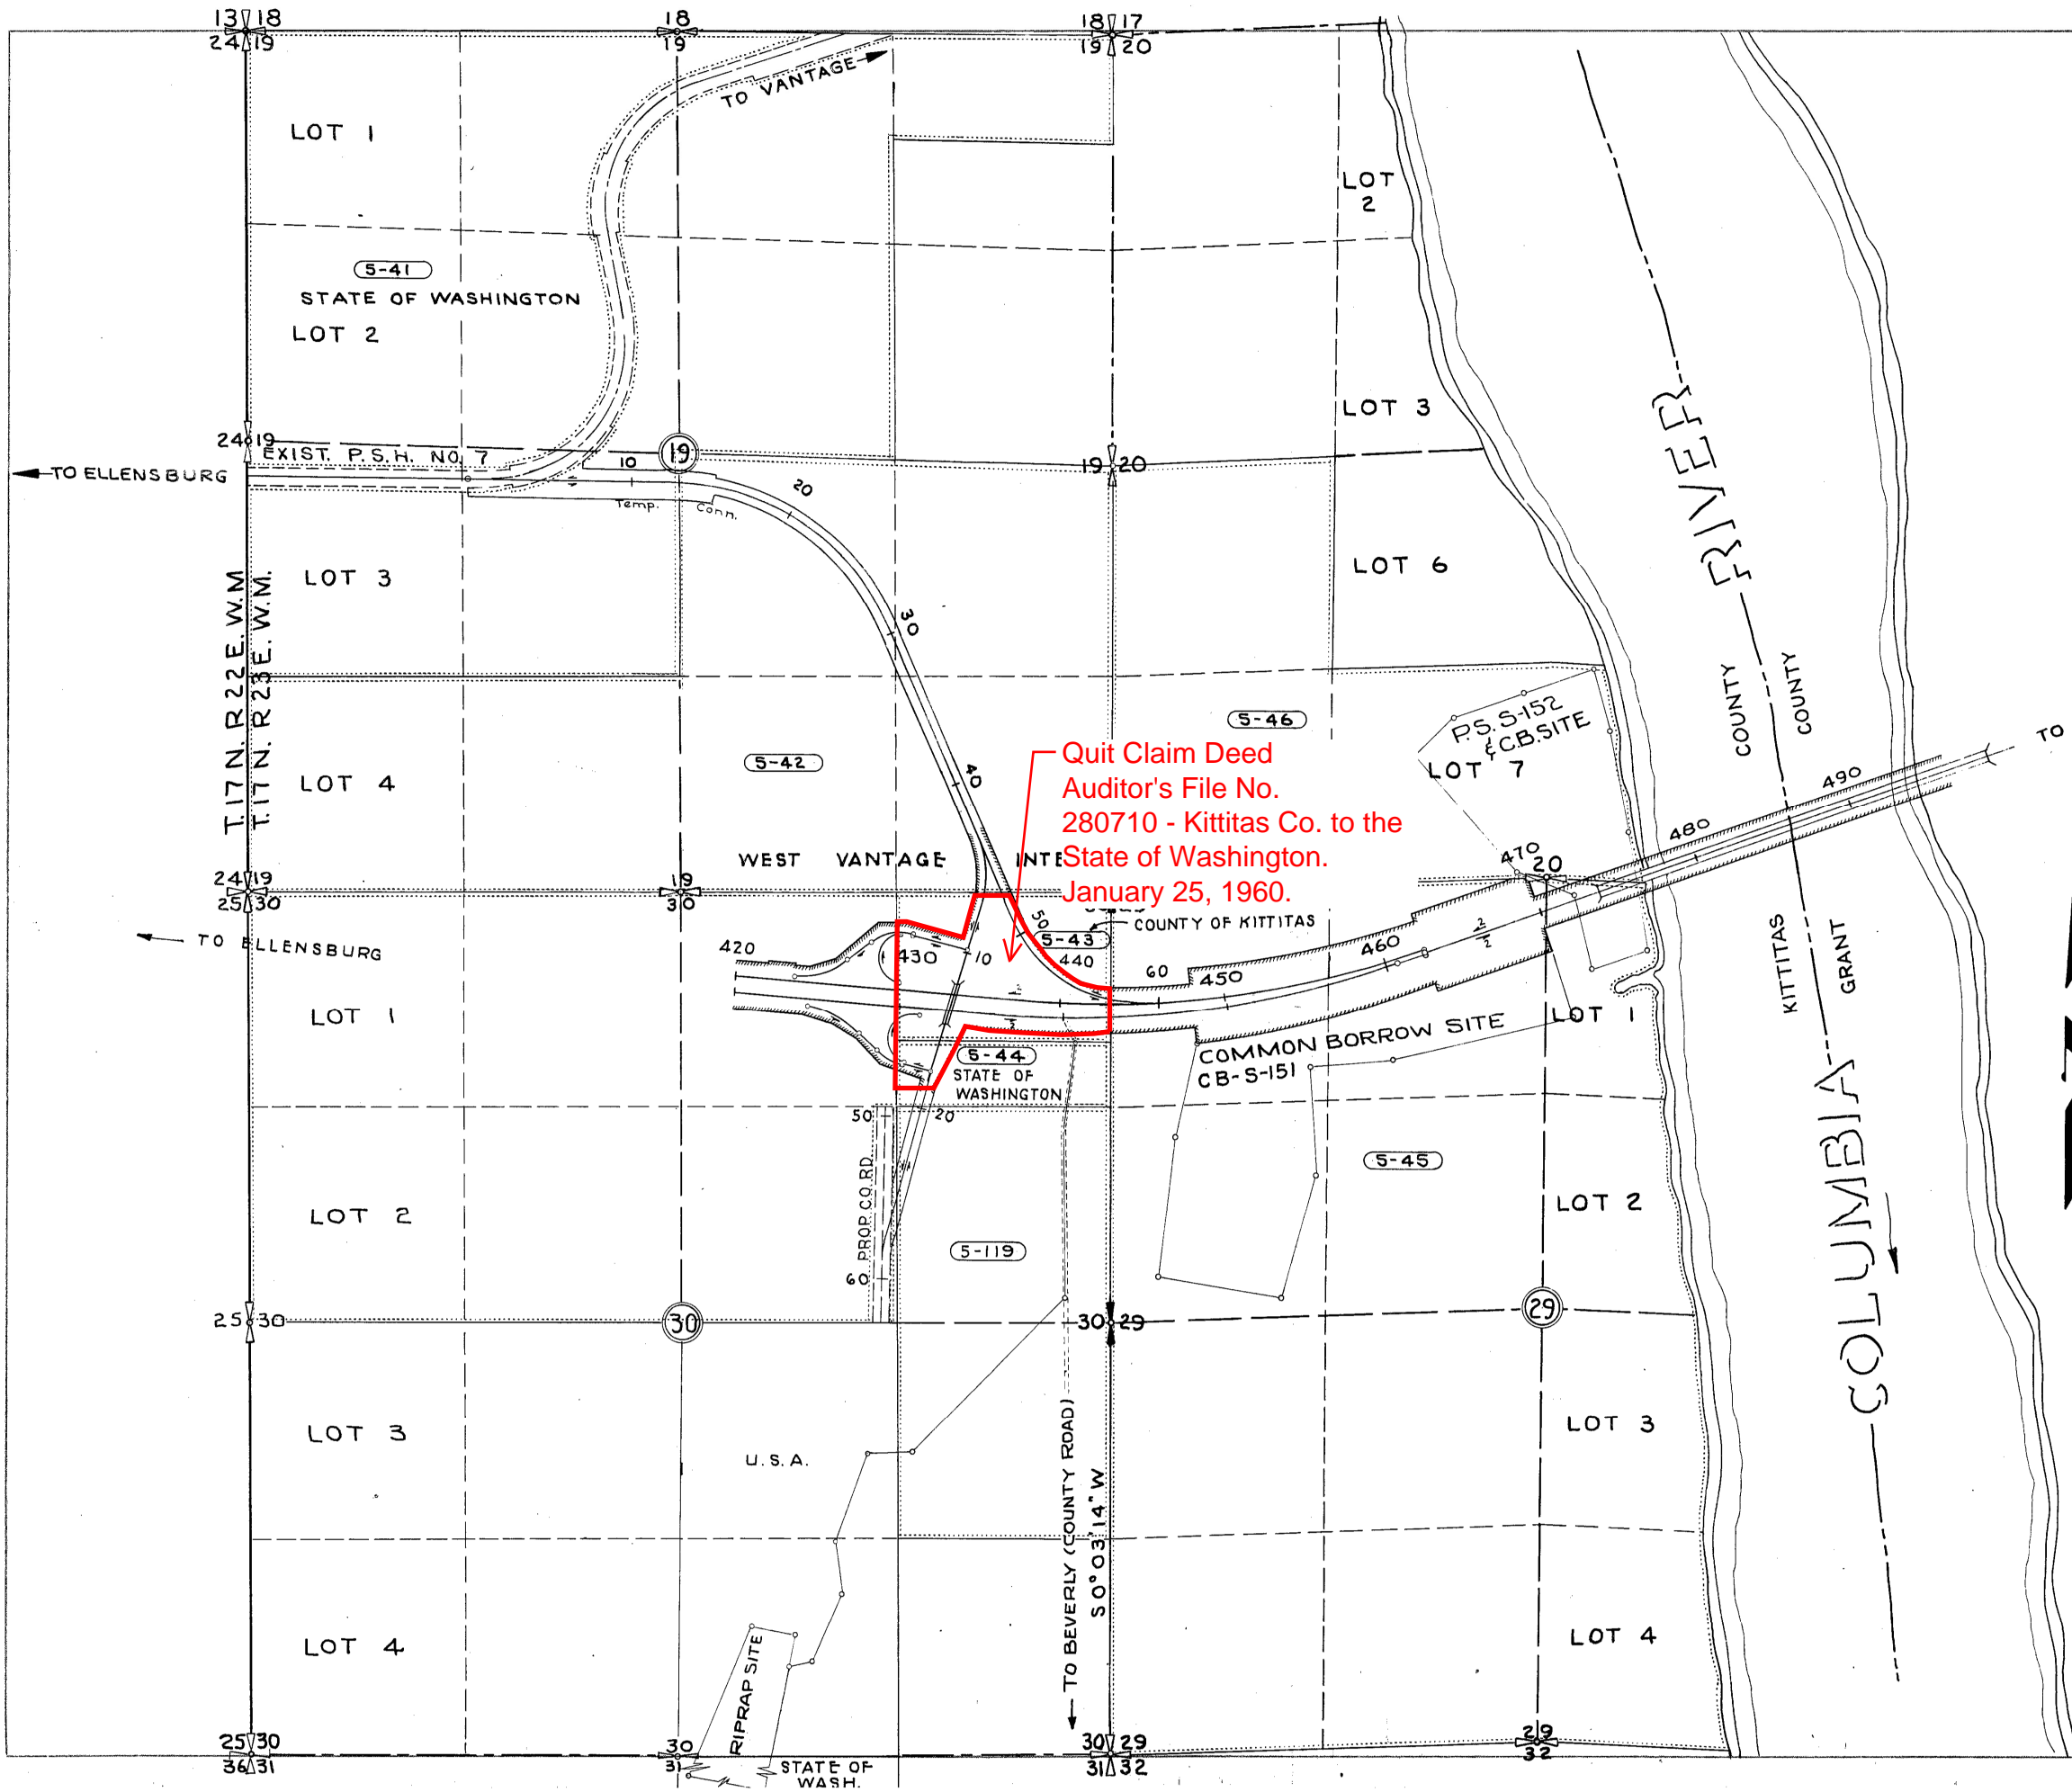 13 18
24 19
18
19
18 17
19 20
TO VANTAGE
LOT 1
LOT
2
5-41
STATE OF WASHINGTON
LOT 2
LOT 3
RIVER
24 19
EXIST. P.S.H. NO. 7
19
10
20
19 20
TO ELLENSBURG
Temp. Conn.
LOT 3
LOT 6
T.17 N. R 22 E. W.M
T.17 N. R 23 E. W.M.
30
COUNTY
COUNTY
5-46
P.S. S-152
& C.B. SITE
LOT 7
TO
5-42
LOT 4
40
Quit Claim Deed
Auditor's File No.
280710 - Kittitas Co. to the
State of Washington.
January 25, 1960.
490
480
WEST VANTAGE INTE
470
20
24 19
25 30
19
30
50
COUNTY OF KITTITAS
5-43
TO ELLENSBURG
420
430
10
440
60
450
460
KITTITAS
GRANT
LOT 1
COMMON BORROW SITE
CB-S-151
LOT 1
5-44
STATE OF
WASHINGTON
50
20
PROP. CO. RD.
60
5-45
LOT 2
LOT 2
COLUMBIA
5-119
25 30
30
30 29
29
LOT 3
LOT 3
U.S.A.
TO BEVERLY (COUNTY ROAD)
S 0° 03' 14" W
LOT 4
LOT 4
RIPRAP SITE
25 30
36 31
30
31
STATE OF
WASH.
30 29
31 32
29
32